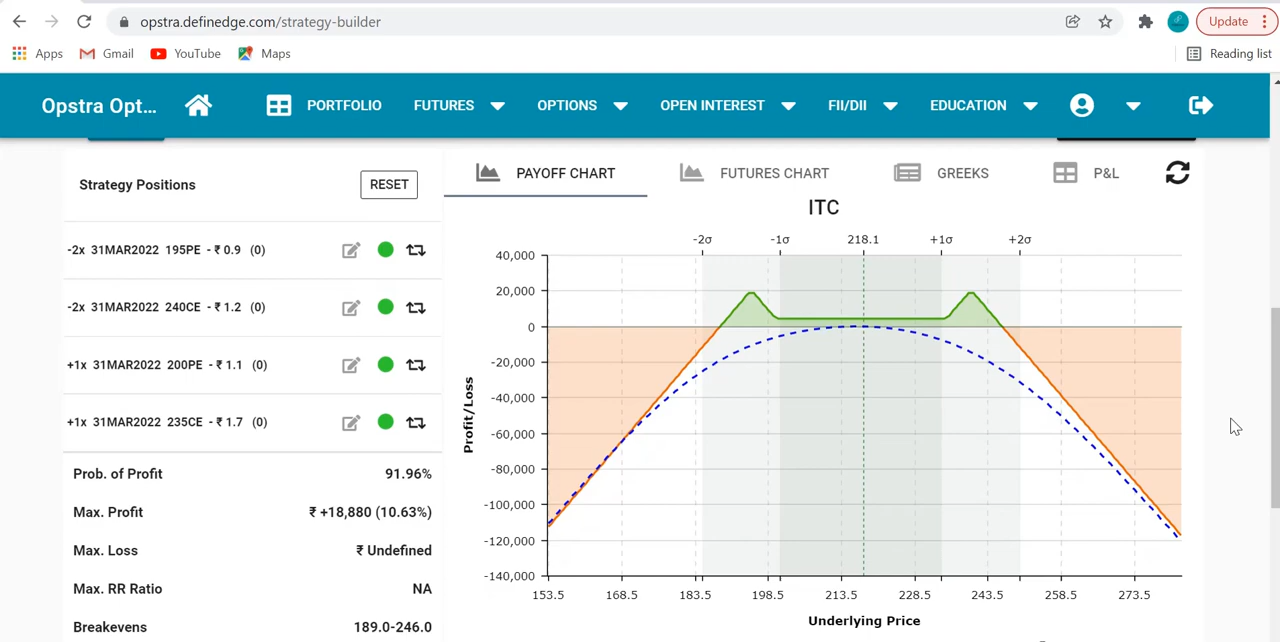 opstra.definedge.com/strategy-builder
Update
Apps Gmail YouTube Maps Reading list
Opstra Opt... PORTFOLIO FUTURES OPTIONS OPEN INTEREST FII/DII EDUCATION
Strategy Positions RESET
PAYOFF CHART FUTURES CHART GREEKS P&L
ITC
-2σ -1σ 218.1 +1σ +2σ
-2x 31MAR2022 195PE - ₹ 0.9 (0)
-2x 31MAR2022 240CE - ₹ 1.2 (0)
+1x 31MAR2022 200PE - ₹ 1.1 (0)
+1x 31MAR2022 235CE - ₹ 1.7 (0)
Prob. of Profit 91.96%
Max. Profit ₹ +18,880 (10.63%)
Max. Loss ₹ Undefined
Max. RR Ratio NA
Breakevens 189.0-246.0
Profit/Loss
40,000
20,000
0
-20,000
-40,000
-60,000
-80,000
-100,000
-120,000
-140,000
153.5 168.5 183.5 198.5 213.5 228.5 243.5 258.5 273.5
Underlying Price